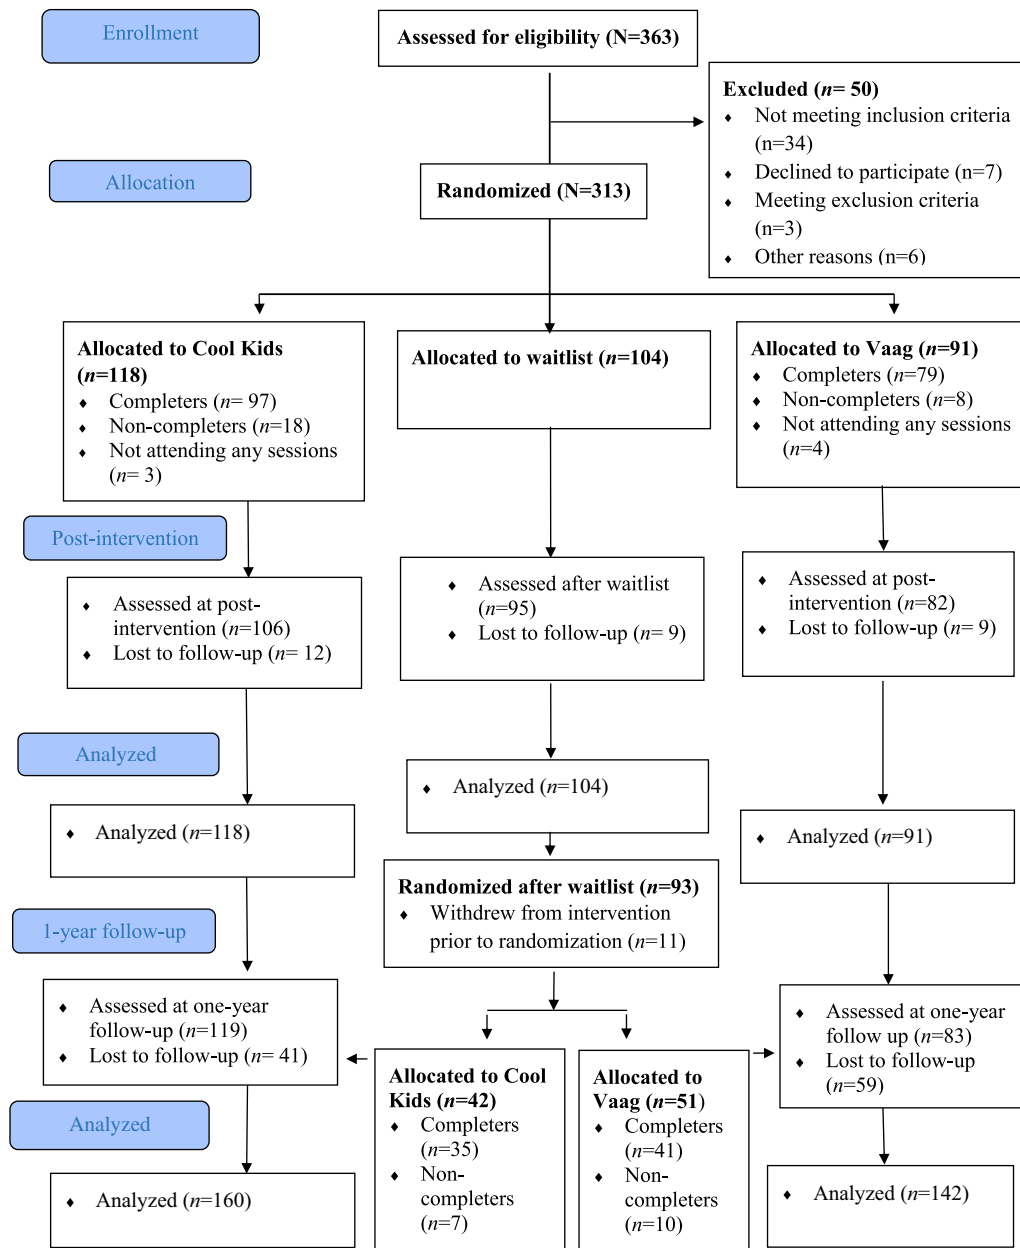 Enrollment
Assessed for eligibility (N=363)
Excluded (n= 50)
♦ Not meeting inclusion criteria
(n=34)
♦ Declined to participate (n=7)
♦ Meeting exclusion criteria
(n=3)
♦ Other reasons (n=6)
Allocation
Randomized (N=313)
Allocated to Cool Kids
(n=118)
♦ Completers (n= 97)
♦ Non-completers (n=18)
♦ Not attending any sessions
(n= 3)
Allocated to waitlist (n=104)
Allocated to Vaag (n=91)
♦ Completers (n=79)
♦ Non-completers (n=8)
♦ Not attending any sessions
(n=4)
Post-intervention
♦ Assessed at post-
intervention (n=106)
♦ Lost to follow-up (n= 12)
♦ Assessed after waitlist
(n=95)
♦ Lost to follow-up (n= 9)
♦ Assessed at post-
intervention (n=82)
♦ Lost to follow-up (n= 9)
Analyzed
♦ Analyzed (n=118)
♦ Analyzed (n=104)
♦ Analyzed (n=91)
Randomized after waitlist (n=93)
♦ Withdrew from intervention
prior to randomization (n=11)
1-year follow-up
♦ Assessed at one-year
follow-up (n=119)
♦ Lost to follow-up (n= 41)
Allocated to Cool
Kids (n=42)
♦ Completers
(n=35)
♦ Non-
completers
(n=7)
Allocated to
Vaag (n=51)
♦ Completers
(n=41)
♦ Non-
completers
(n=10)
♦ Assessed at one-year
follow up (n=83)
♦ Lost to follow-up
(n=59)
Analyzed
♦ Analyzed (n=160)
♦ Analyzed (n=142)